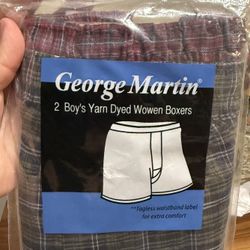 George Martin®
2 Boy's Yarn Dyed Wowen Boxers
"Tagless waistband label
for extra comfort